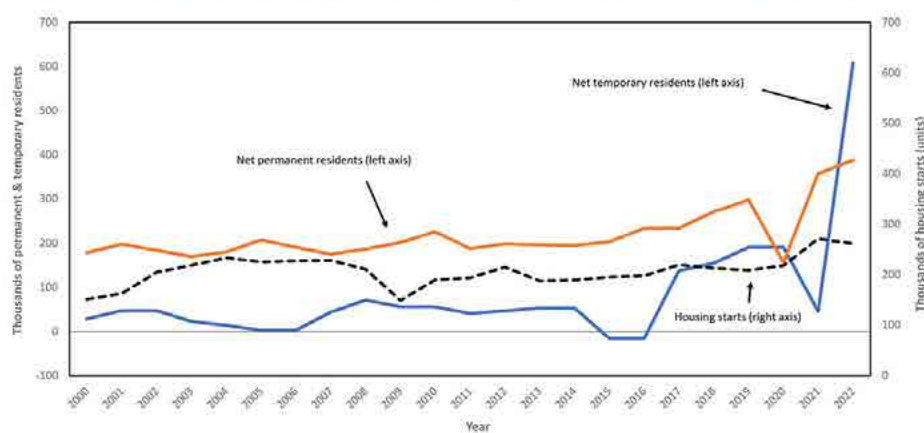 700
600
500
400
300
200
100
0
-100
Thousands of permanent & temporary residents
Net temporary residents (left axis)
Net permanent residents (left axis)
Housing starts (right axis)
700
600
500
400
300
200
100
0
Thousands of housing starts (units)
2000 2001 2002 2003 2004 2005 2006 2007 2008 2009 2010 2011 2012 2013 2014 2015 2016 2017 2018 2019 2020 2021 2022
Year